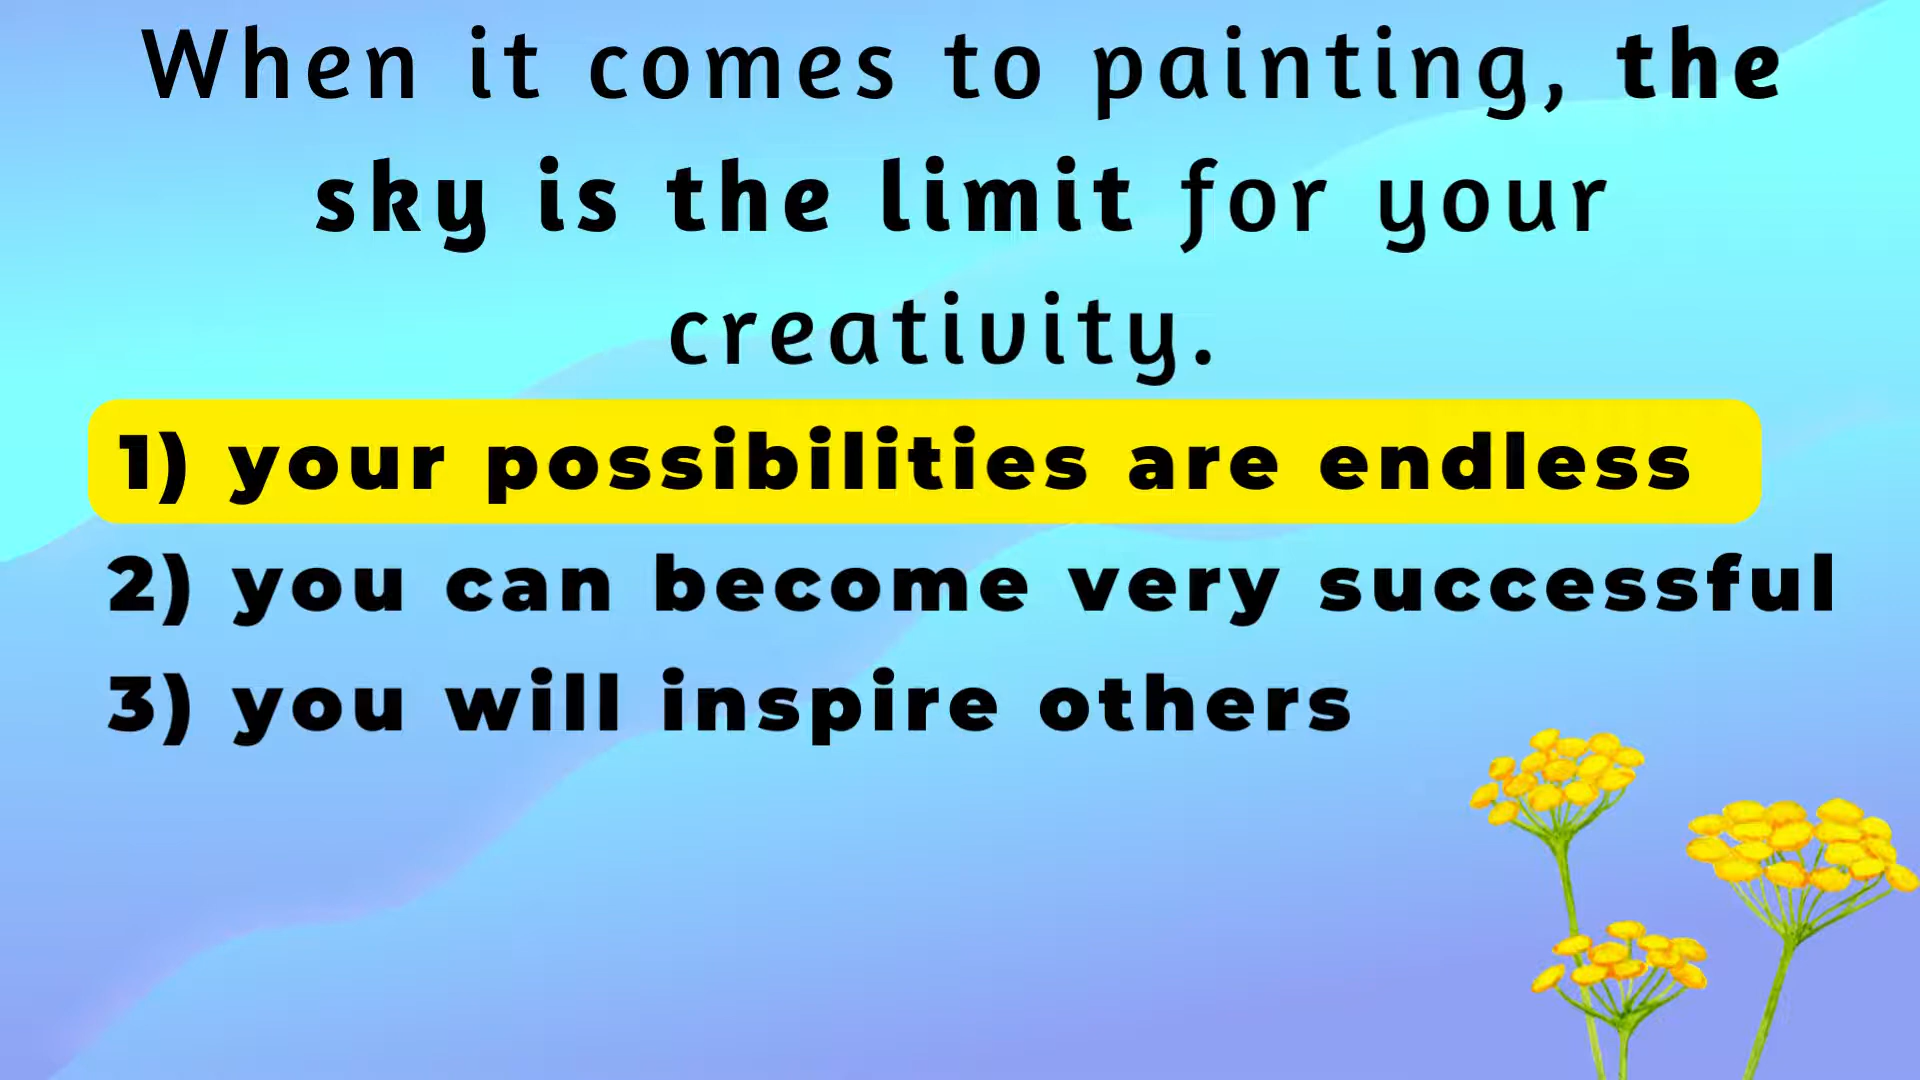 When it comes to painting, the
sky is the limit for your
creativity.
1) your possibilities are endless
2) you can become very successful
3) you will inspire others